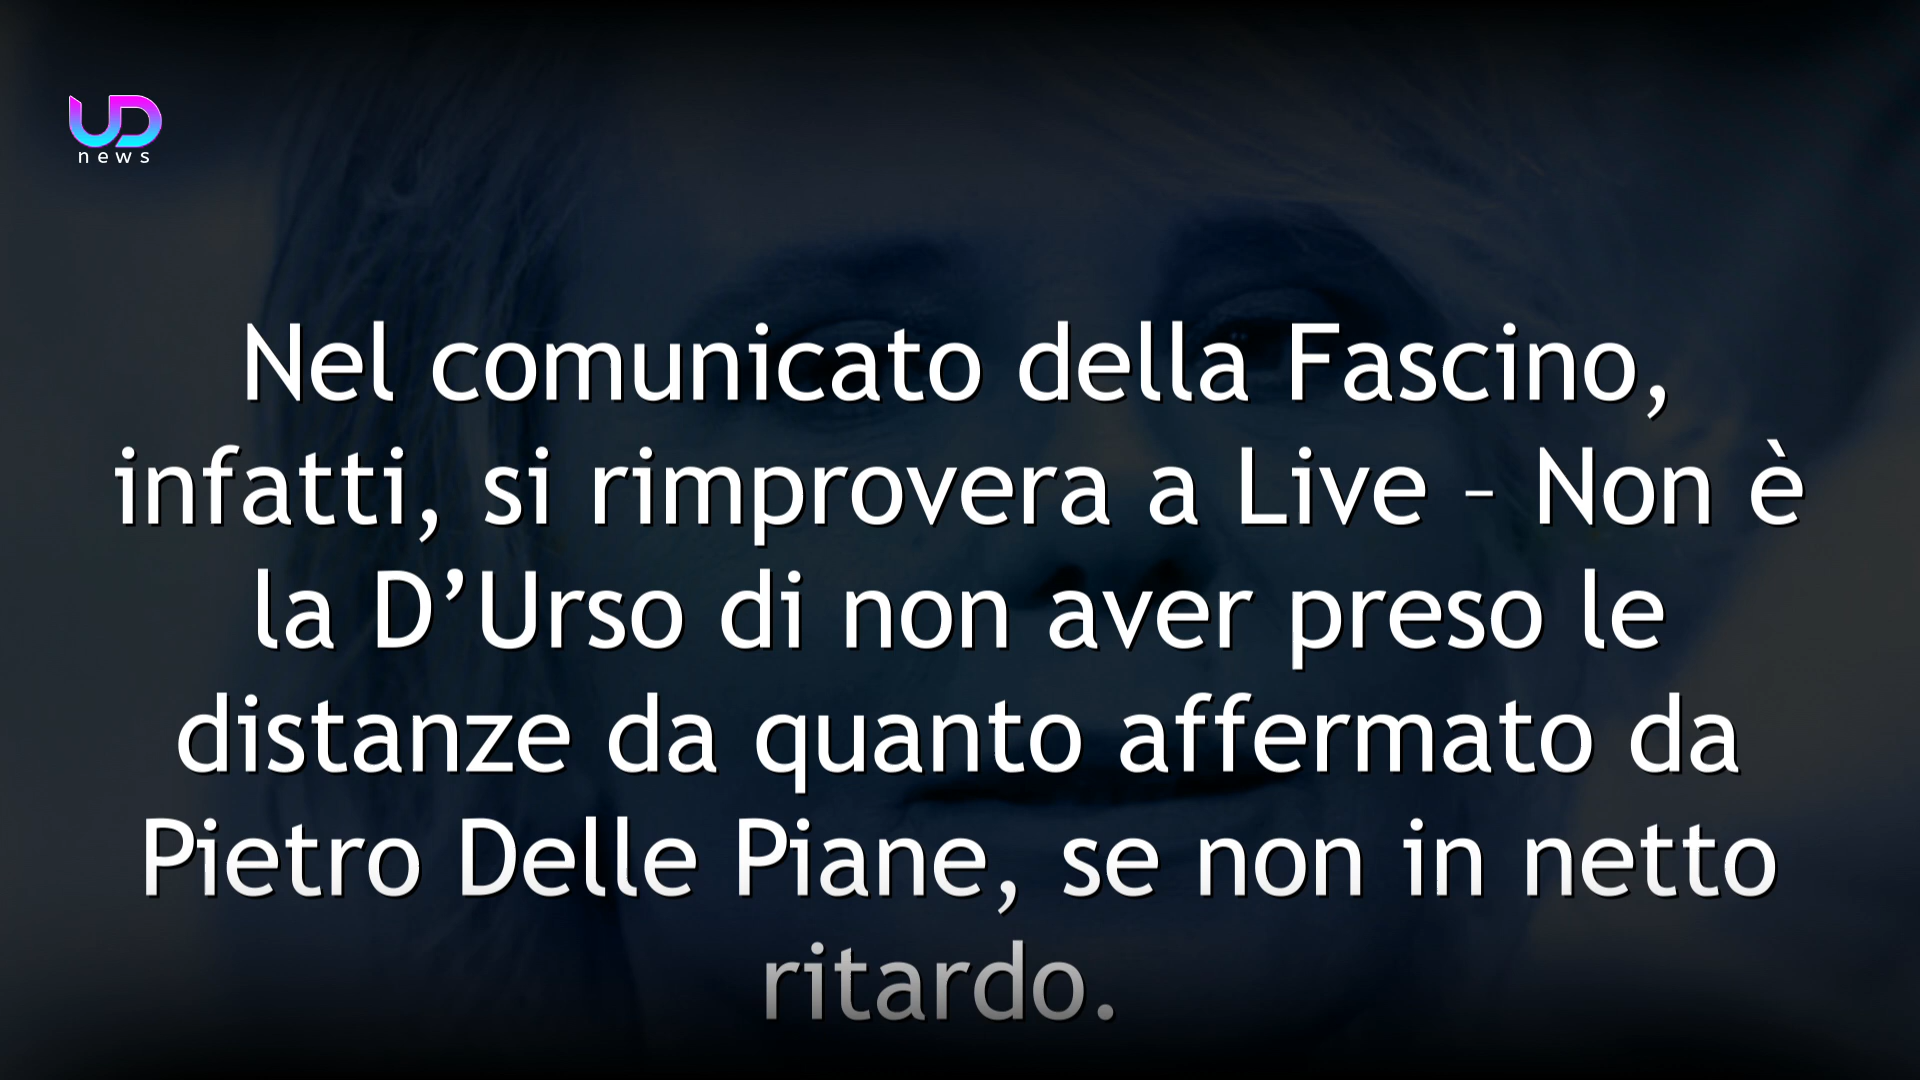 UD
news
Nel comunicato della Fascino,
infatti, si rimprovera a Live – Non è
la D’Urso di non aver preso le
distanze da quanto affermato da
Pietro Delle Piane, se non in netto
ritardo.